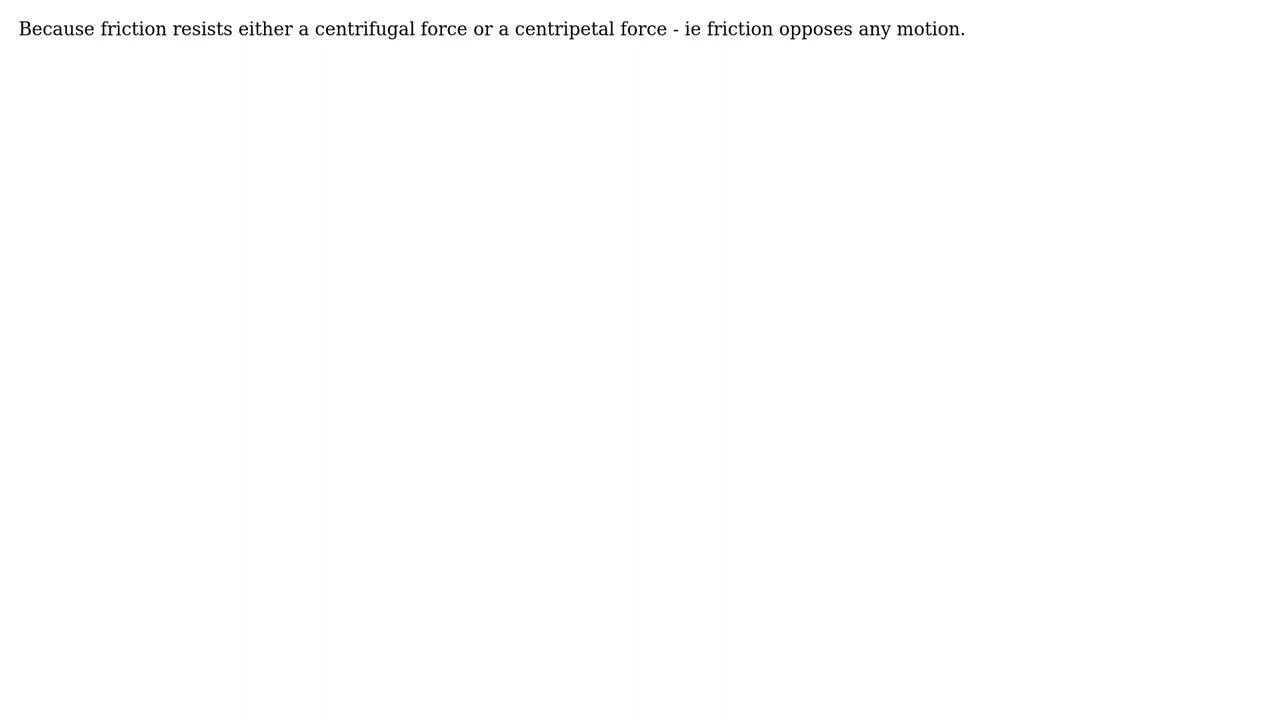 Because friction resists either a centrifugal force or a centripetal force - ie friction opposes any motion.